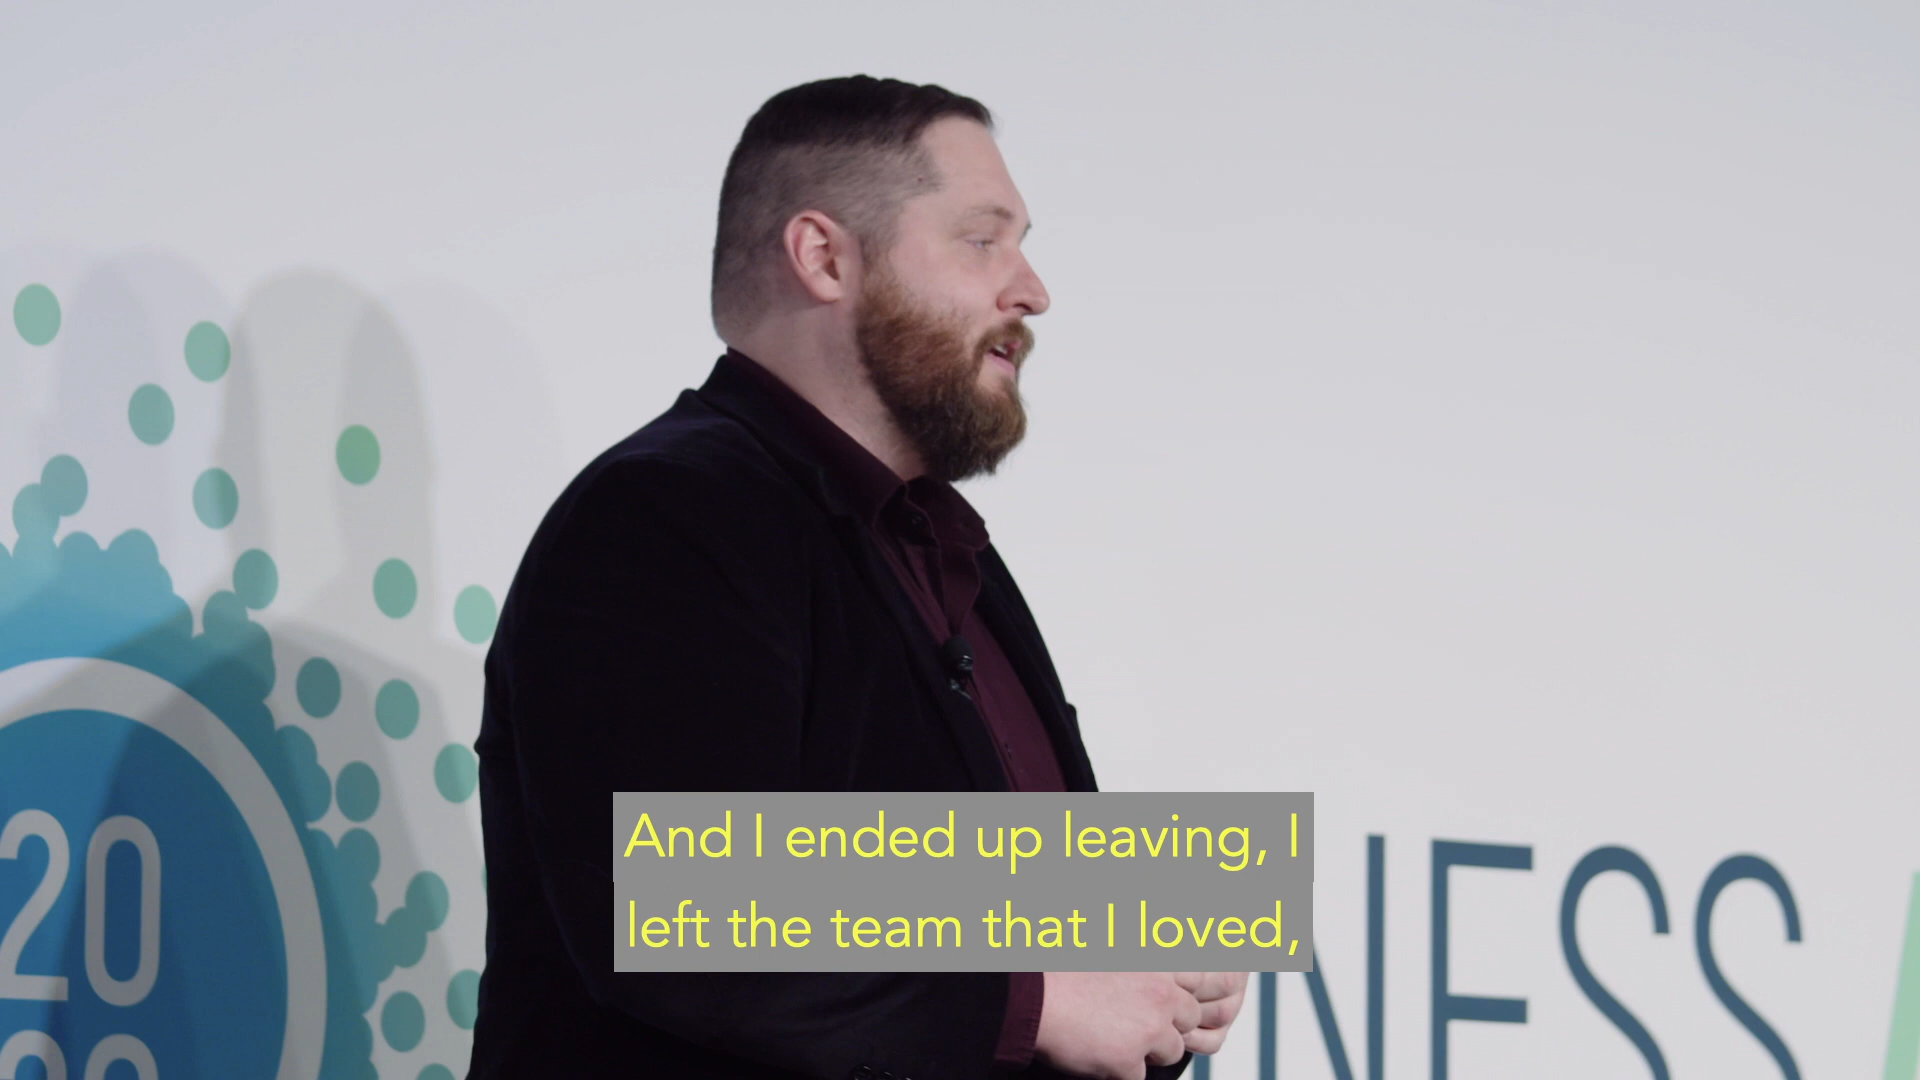 And I ended up leaving, I
left the team that I loved,
20
NESS